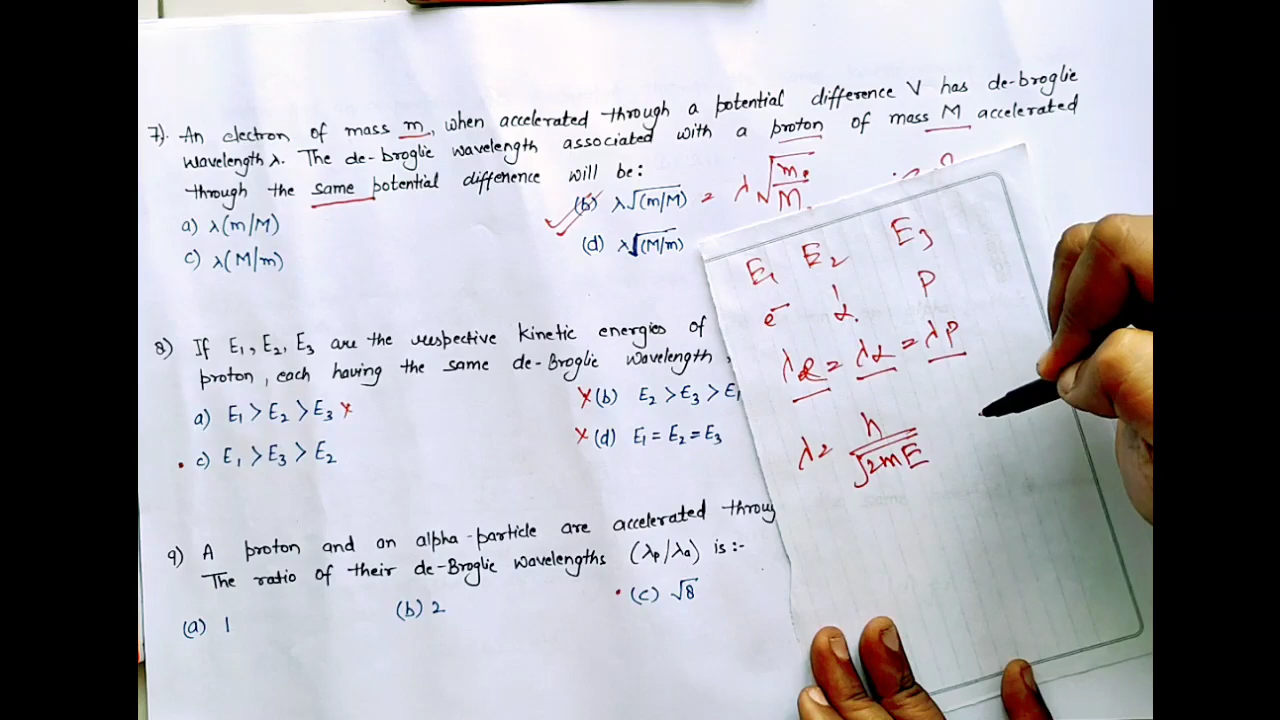 7). An electron of mass m, when accelerated through a potential difference V has de-broglie
wavelength λ. The de-broglie wavelength associated with a proton of mass M accelerated
through the same potential difference will be:
a) λ(m/M)
(b) λ√(m/M) = λ√m/M
c) λ(M/m)
(d) λ√(M/m)
8) If E₁, E₂, E₃ are the respective kinetic energies of
proton, each having the same de-Broglie wavelength,
a) E₁ > E₂ > E₃ x
x (b) E₂ > E₃ > E₁
. c) E₁ > E₃ > E₂
x (d) E₁ = E₂ = E₃
9) A proton and an alpha-particle are accelerated throug
The ratio of their de-Broglie wavelengths (λp/λa) is :-
(a) 1
(b) 2
. (c) √8
E₁ E₂ E₃
e⁻ α. P
λe = λα = λP
λ = h/√2mE